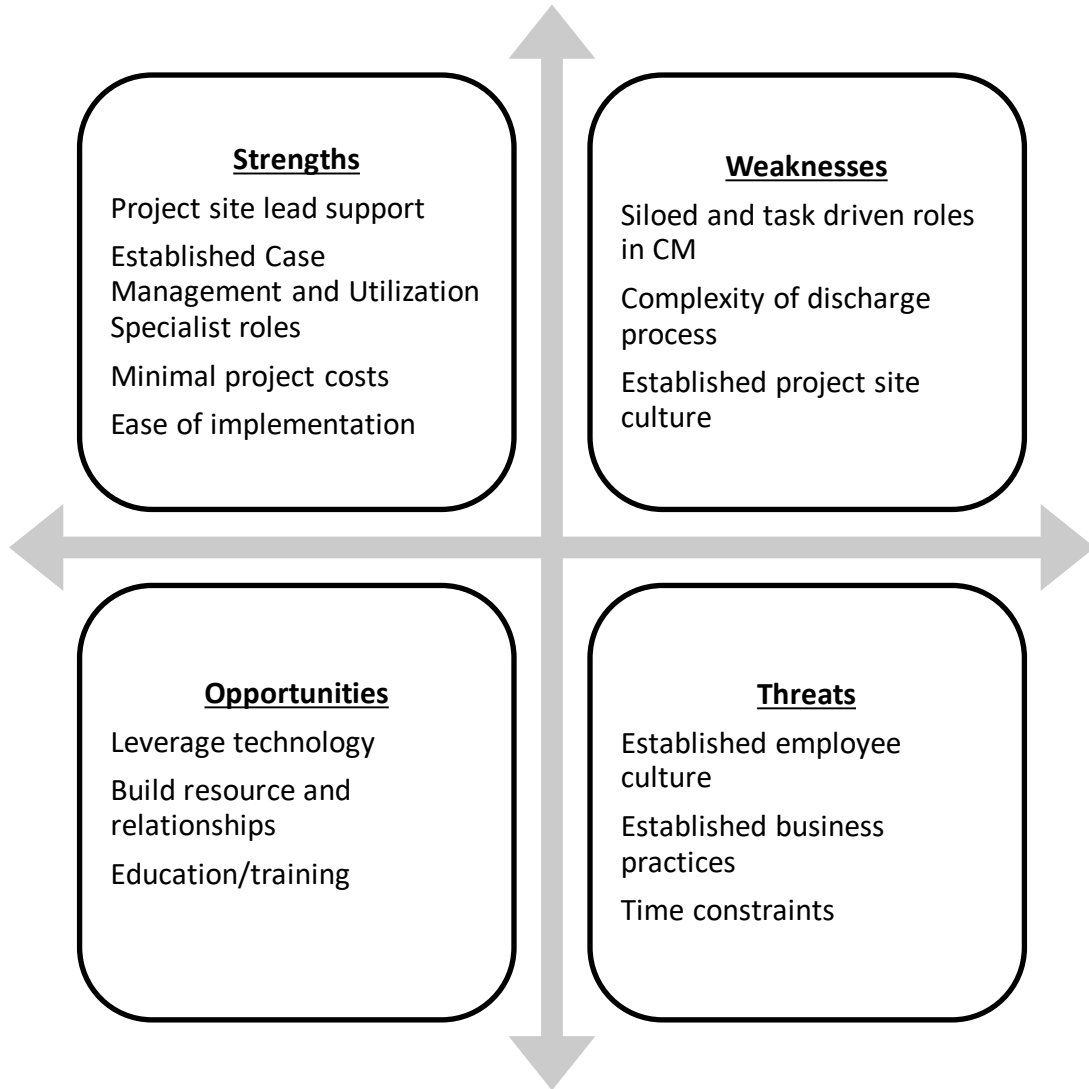 Strengths
Project site lead support
Established Case
Management and Utilization
Specialist roles
Minimal project costs
Ease of implementation
Weaknesses
Siloed and task driven roles
in CM
Complexity of discharge
process
Established project site
culture
Opportunities
Leverage technology
Build resource and
relationships
Education/training
Threats
Established employee
culture
Established business
practices
Time constraints